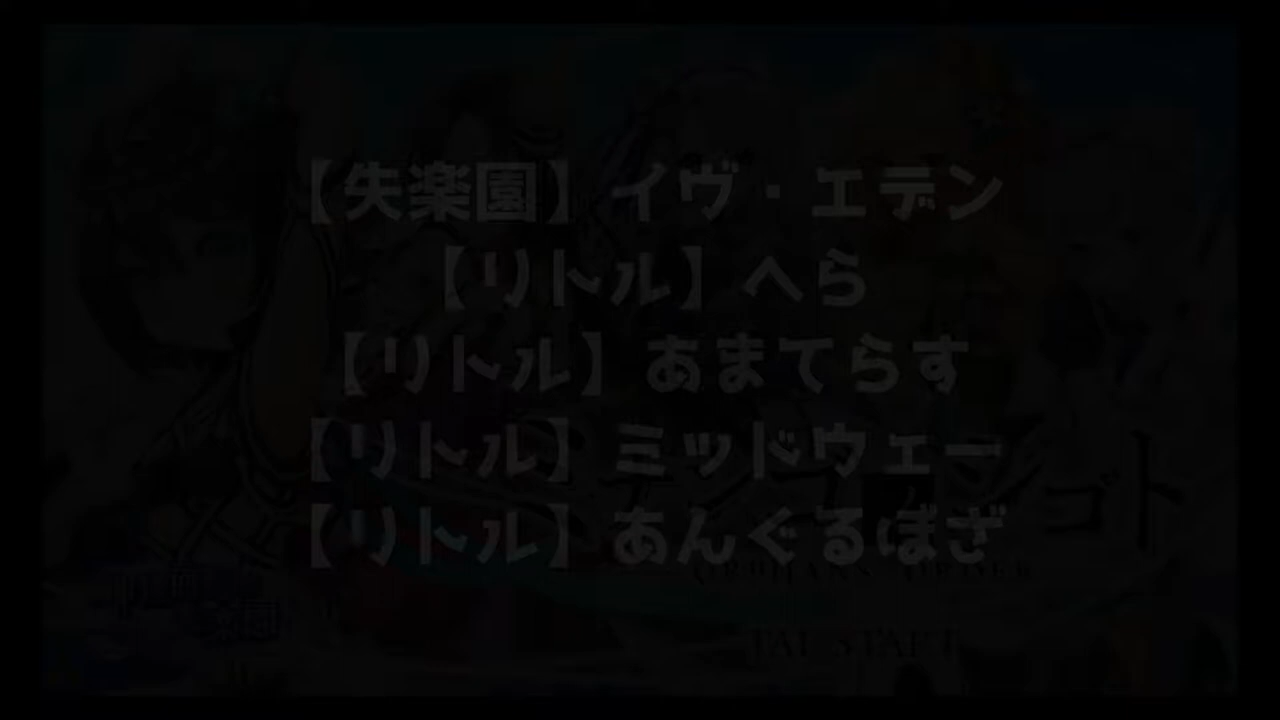 【失楽園】イヴ・エデン
【リトル】へら
【リトル】あまてらす
【リトル】ミッドウェー
【リトル】あんぐるぼざ
TAP START